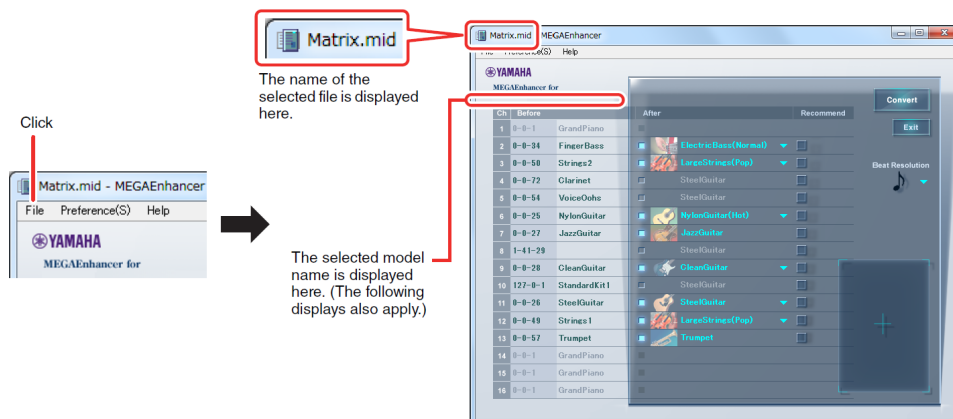 Matrix.mid
The name of the
selected file is displayed
here.
Click
Matrix.mid - MEGAEnhancer
File Preference(S) Help
YAMAHA
MEGAEnhancer for
The selected model
name is displayed
here. (The following
displays also apply.)
Matrix.mid MEGAEnhancer
Preference(S) Help
YAMAHA
MEGAEnhancer for
Convert
Exit
Beat Resolution
Ch Before After Recommend
1 0-0-1 GrandPiano
2 0-0-34 FingerBass ElectricBass(Normal)
3 0-0-50 Strings2 LargeStrings(Pop)
4 0-0-72 Clarinet SteelGuitar
5 0-0-54 VoiceOohs SteelGuitar
6 0-0-25 NylonGuitar NylonGuitar(Hot)
7 0-0-27 JazzGuitar JazzGuitar
8 1-41-29 SteelGuitar
9 0-0-28 CleanGuitar CleanGuitar
10 127-0-1 StandardKit1 SteelGuitar
11 0-0-26 SteelGuitar SteelGuitar
12 0-0-49 Strings1 LargeStrings(Pop)
13 0-0-57 Trumpet Trumpet
14 0-0-1 GrandPiano
15 0-0-1 GrandPiano
16 0-0-1 GrandPiano